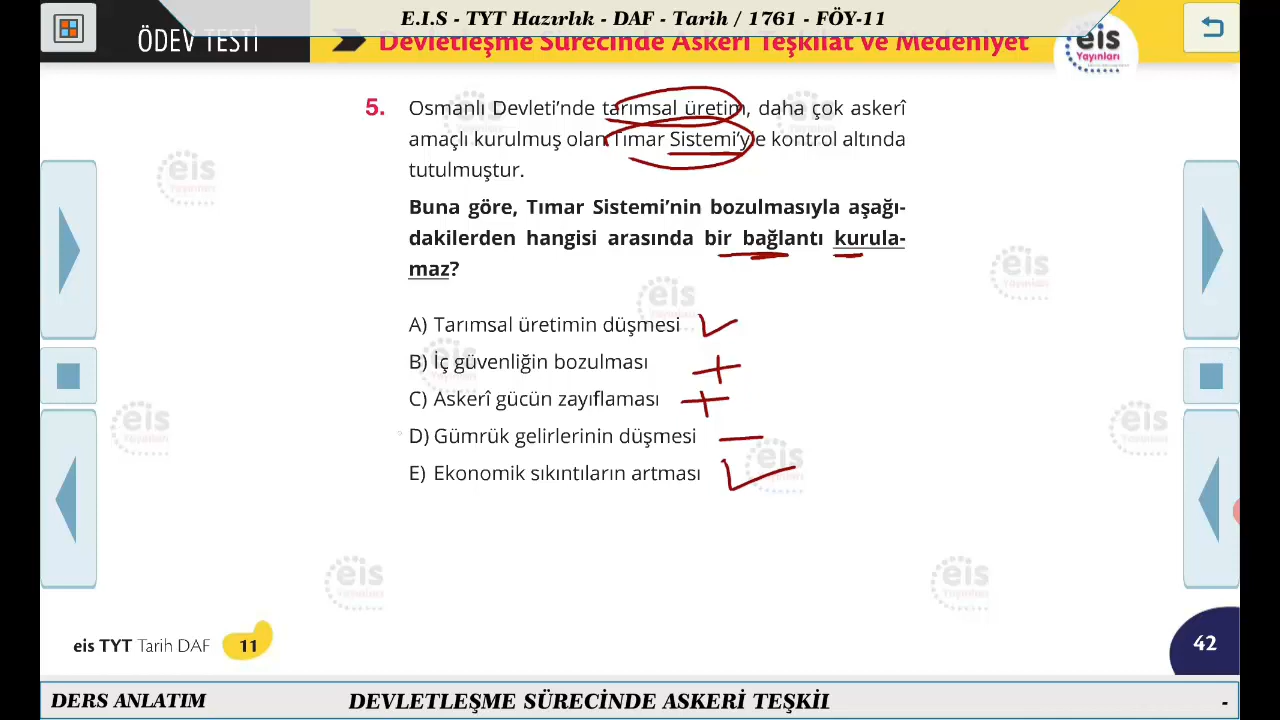 E.I.S - TYT Hazırlık - DAF - Tarih / 1761 - FÖY-11
ÖDEV TESTİ
Devletleşme Sürecinde Askerî Teşkilat ve Medeniyet
eis
Yayınları
5. Osmanlı Devleti'nde tarımsal üretim, daha çok askerî
amaçlı kurulmuş olan Tımar Sistemi'yle kontrol altında
tutulmuştur.
Buna göre, Tımar Sistemi'nin bozulmasıyla aşağı-
dakilerden hangisi arasında bir bağlantı kurula-
maz?
A) Tarımsal üretimin düşmesi
B) İç güvenliğin bozulması
C) Askerî gücün zayıflaması
D) Gümrük gelirlerinin düşmesi
E) Ekonomik sıkıntıların artması
eis TYT Tarih DAF 11
42
DERS ANLATIM
DEVLETLEŞME SÜRECİNDE ASKERİ TEŞKİI
-